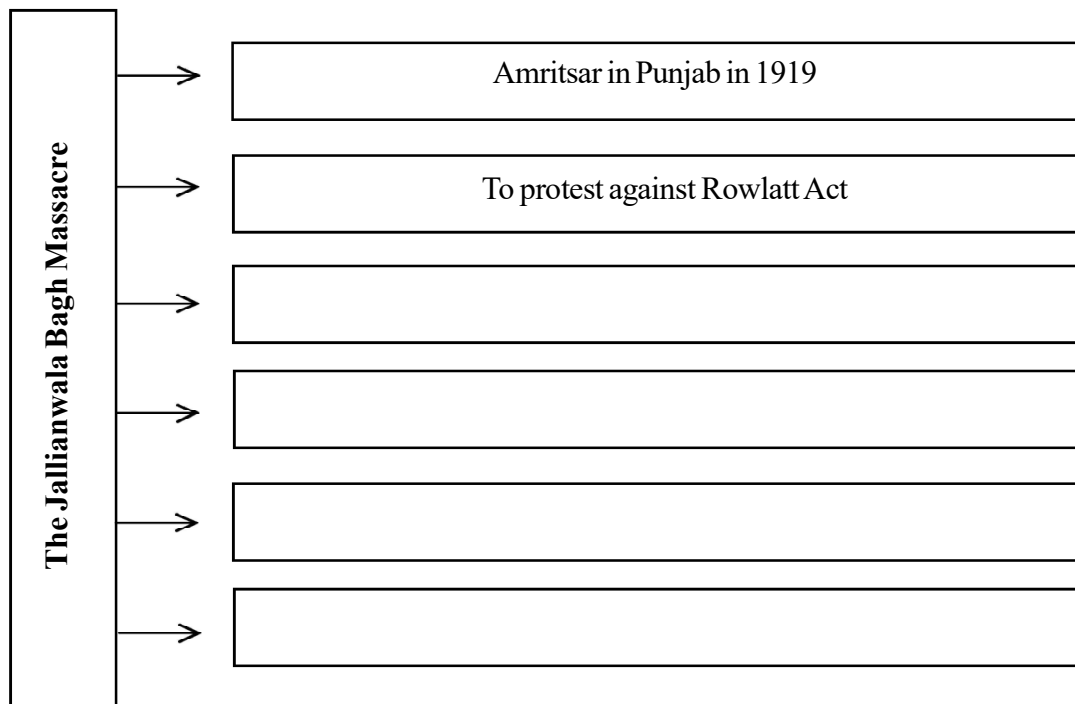 The Jallianwala Bagh Massacre
Amritsar in Punjab in 1919
To protest against Rowlatt Act